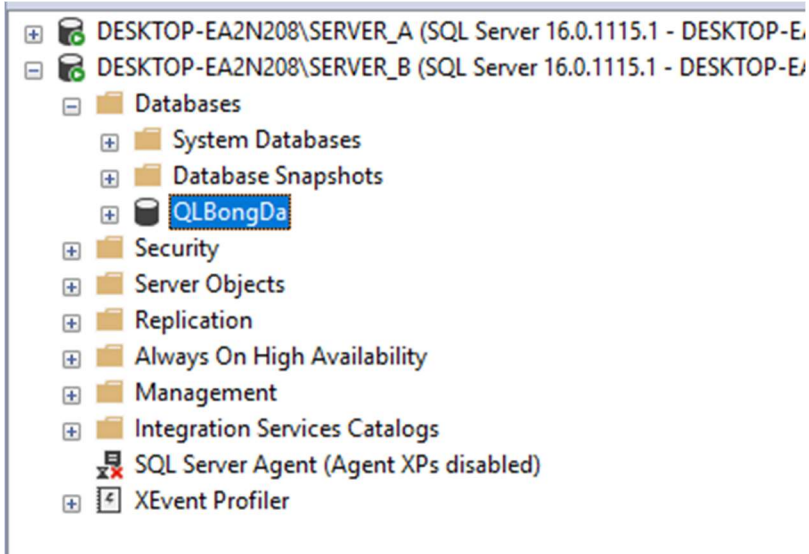 DESKTOP-EA2N208\SERVER_A (SQL Server 16.0.1115.1 - DESKTOP-EA
DESKTOP-EA2N208\SERVER_B (SQL Server 16.0.1115.1 - DESKTOP-EA
Databases
System Databases
Database Snapshots
QLBongDa
Security
Server Objects
Replication
Always On High Availability
Management
Integration Services Catalogs
SQL Server Agent (Agent XPs disabled)
XEvent Profiler